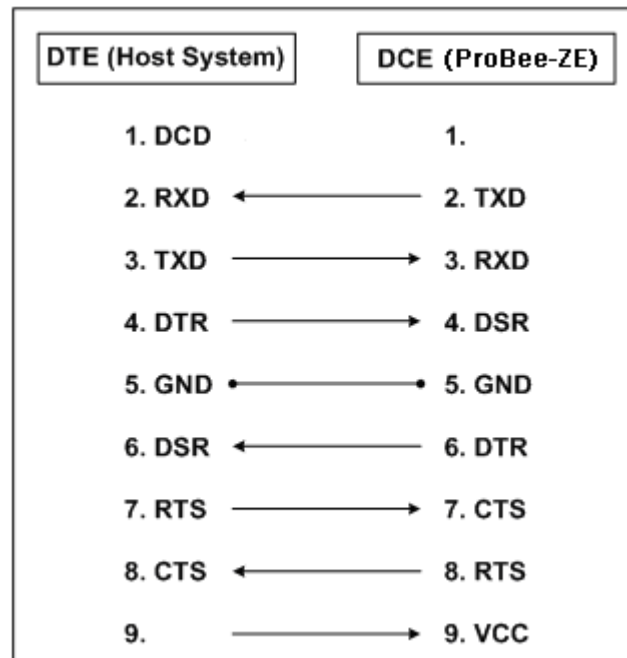 DTE (Host System) DCE (ProBee-ZE)
1. DCD 1.
2. RXD 2. TXD
3. TXD 3. RXD
4. DTR 4. DSR
5. GND 5. GND
6. DSR 6. DTR
7. RTS 7. CTS
8. CTS 8. RTS
9. 9. VCC